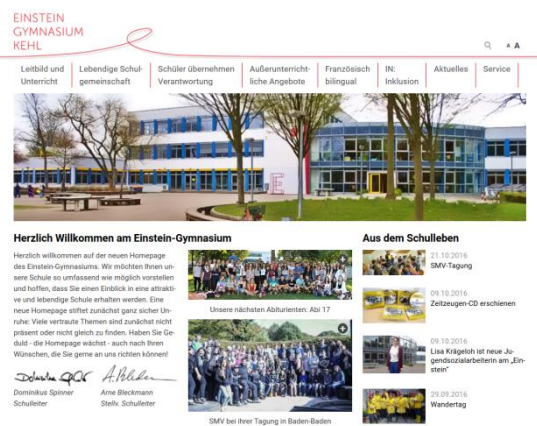 EINSTEIN
GYMNASIUM
KEHL
A A
Leitbild und
Unterricht
Lebendige Schul-
gemeinschaft
Schüler übernehmen
Verantwortung
Außerunterricht-
liche Angebote
Französisch
bilingual
IN:
Inklusion
Aktuelles
Service
E
Herzlich Willkommen am Einstein-Gymnasium
Herzlich willkommen auf der neuen Homepage
des Einstein-Gymnasiums. Wir möchten Ihnen un-
sere Schule so umfassend wie möglich vorstellen
und hoffen, dass Sie einen Einblick in eine attrakti-
ve und lebendige Schule erhalten werden. Eine
neue Homepage stiftet zunächst ganz sicher Un-
ruhe: Viele vertraute Themen sind zunächst nicht
präsent oder nicht gleich zu finden. Haben Sie Ge-
duld - die Homepage wächst - auch nach Ihren
Wünschen, die Sie gerne an uns richten können!
Dominikus Spinner
Schulleiter
Arne Bleckmann
Stellv. Schulleiter
Unsere nächsten Abiturienten: Abi 17
SMV bei ihrer Tagung in Baden-Baden
Aus dem Schulleben
21.10.2016
SMV-Tagung
09.10.2016
Zeitzeugen-CD erschienen
09.10.2016
Lisa Krägeloh ist neue Ju-
gendsozialarbeiterin am „Ein-
stein"
29.09.2016
Wandertag